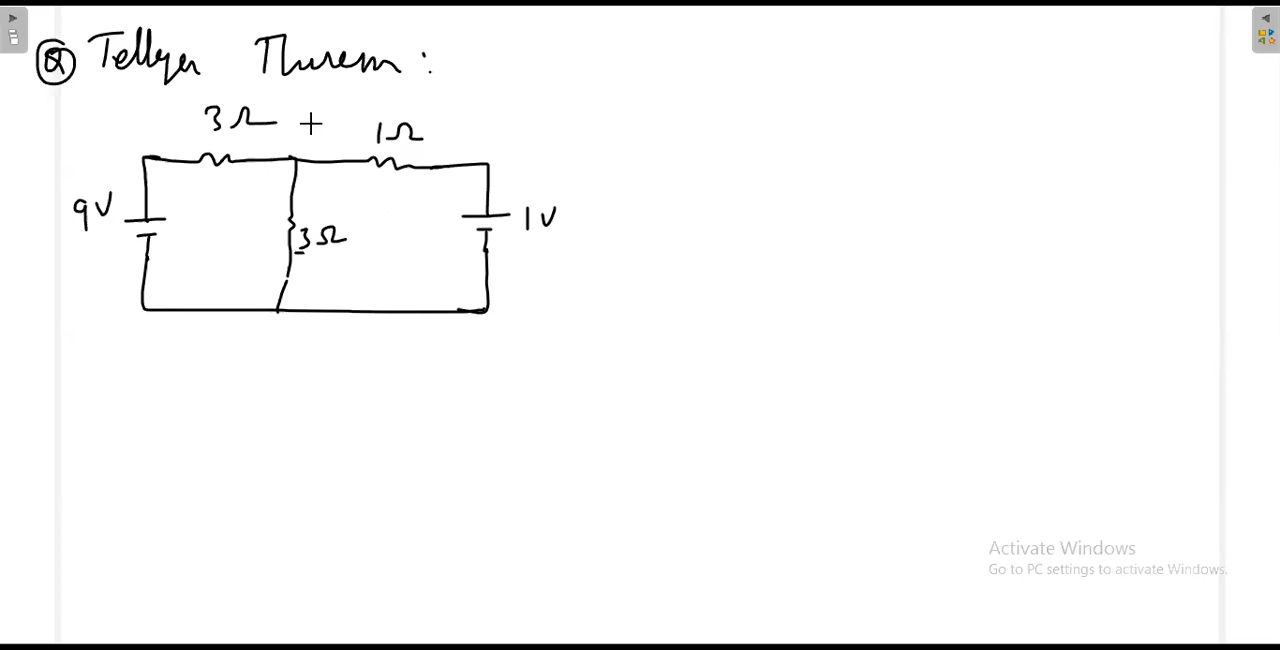 Q Tellegen Theorem :
3Ω 1Ω
9V 3Ω 1V
Activate Windows
Go to PC settings to activate Windows.